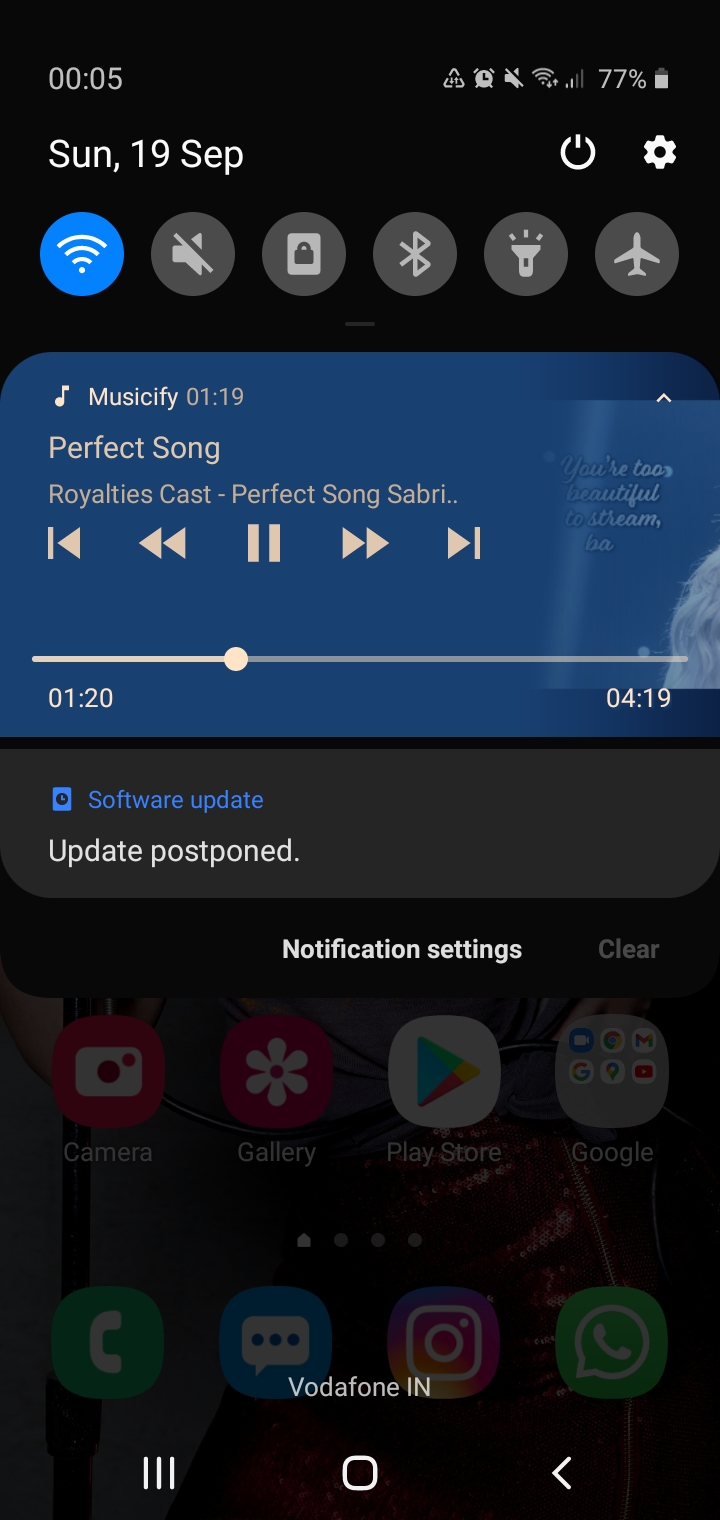 00:05 77%
Sun, 19 Sep
Musicify 01:19
Perfect Song
Royalties Cast - Perfect Song Sabri..
You're too
beautiful
to stream,
ba
01:20 04:19
Software update
Update postponed.
Notification settings Clear
Camera Gallery Play Store Google
Vodafone IN